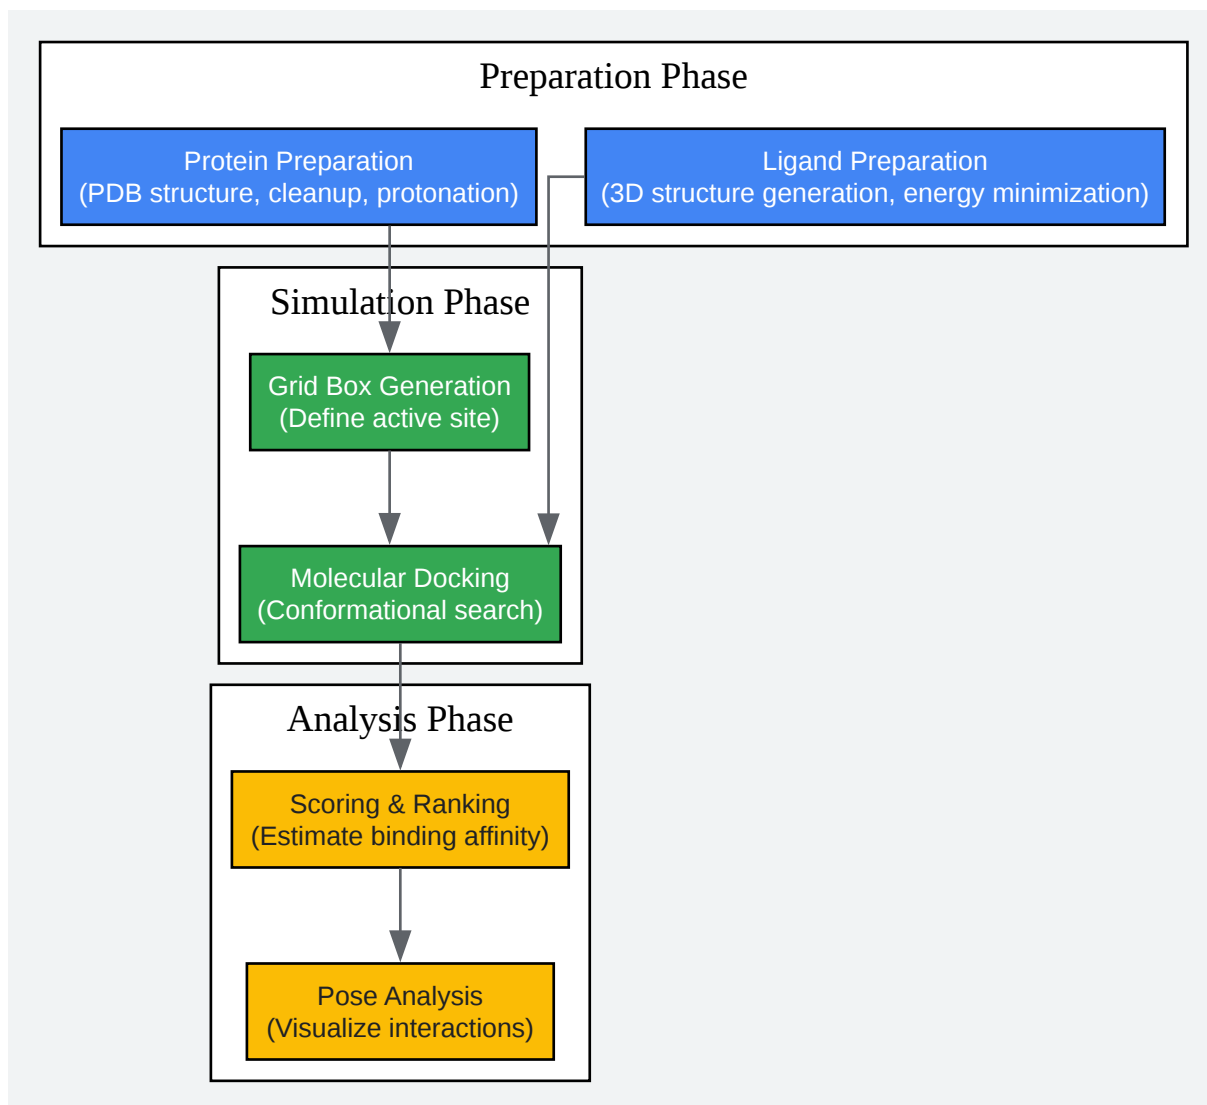 Preparation Phase
Protein Preparation
(PDB structure, cleanup, protonation)
Ligand Preparation
(3D structure generation, energy minimization)
Simulation Phase
Grid Box Generation
(Define active site)
Molecular Docking
(Conformational search)
Analysis Phase
Scoring & Ranking
(Estimate binding affinity)
Pose Analysis
(Visualize interactions)